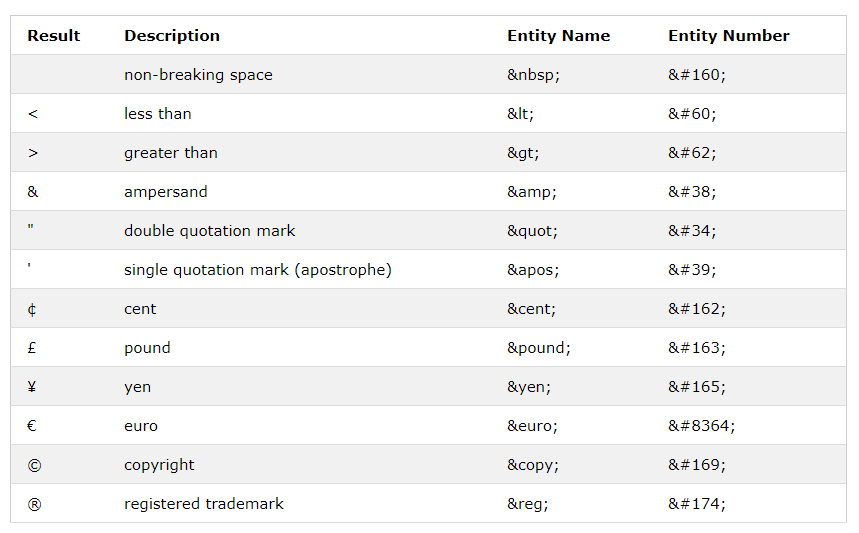 Result Description Entity Name Entity Number
non-breaking space &nbsp; &#160;
< less than &lt; &#60;
> greater than &gt; &#62;
& ampersand &amp; &#38;
" double quotation mark &quot; &#34;
' single quotation mark (apostrophe) &apos; &#39;
¢ cent &cent; &#162;
£ pound &pound; &#163;
¥ yen &yen; &#165;
€ euro &euro; &#8364;
© copyright &copy; &#169;
® registered trademark &reg; &#174;